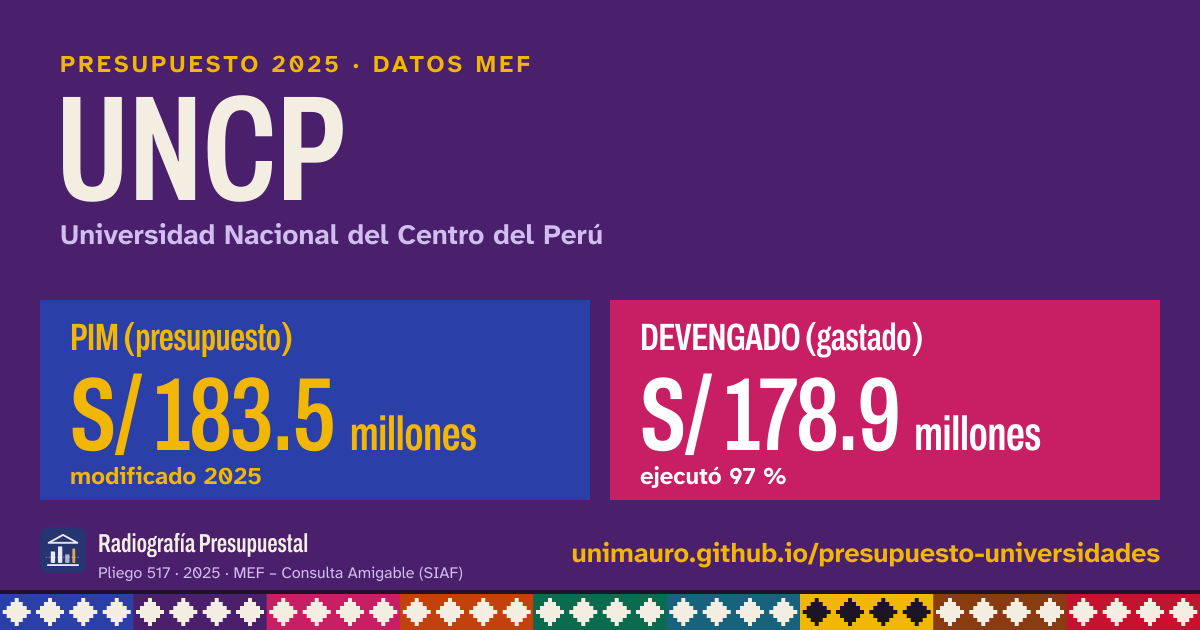 PRESUPUESTO 2025 · DATOS MEF
UNCP
Universidad Nacional del Centro del Perú
PIM (presupuesto)
S/ 183.5 millones
modificado 2025
DEVENGADO (gastado)
S/ 178.9 millones
ejecutó 97 %
Radiografía Presupuestal
Pliego 517 · 2025 · MEF – Consulta Amigable (SIAF)
unimauro.github.io/presupuesto-universidades